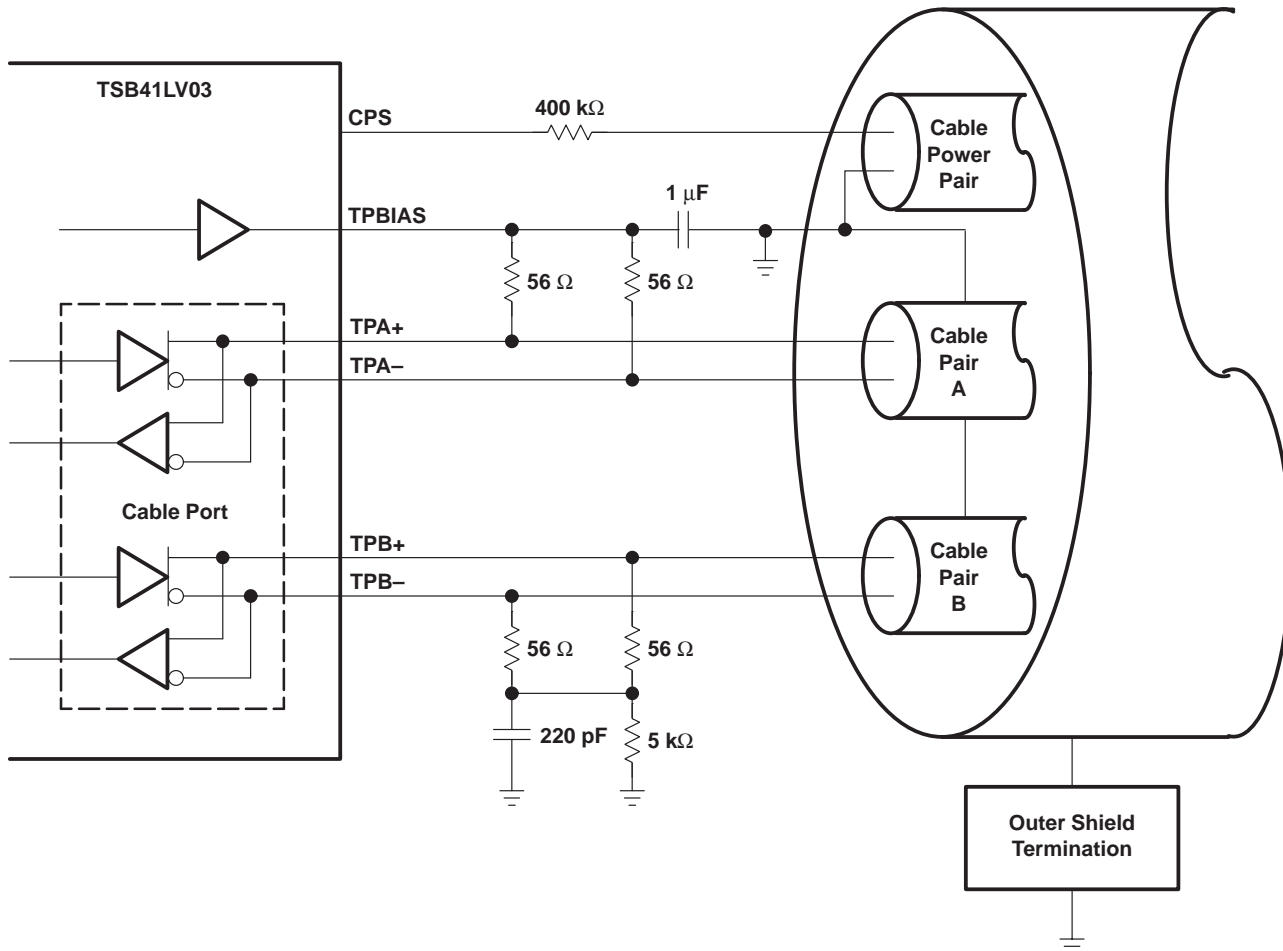 TSB41LV03
CPS
400 kΩ
Cable
Power
Pair
1 μF
TPBIAS
56 Ω
56 Ω
TPA+
TPA–
Cable
Pair
A
Cable Port
TPB+
TPB–
Cable
Pair
B
56 Ω
56 Ω
220 pF
5 kΩ
Outer Shield
Termination